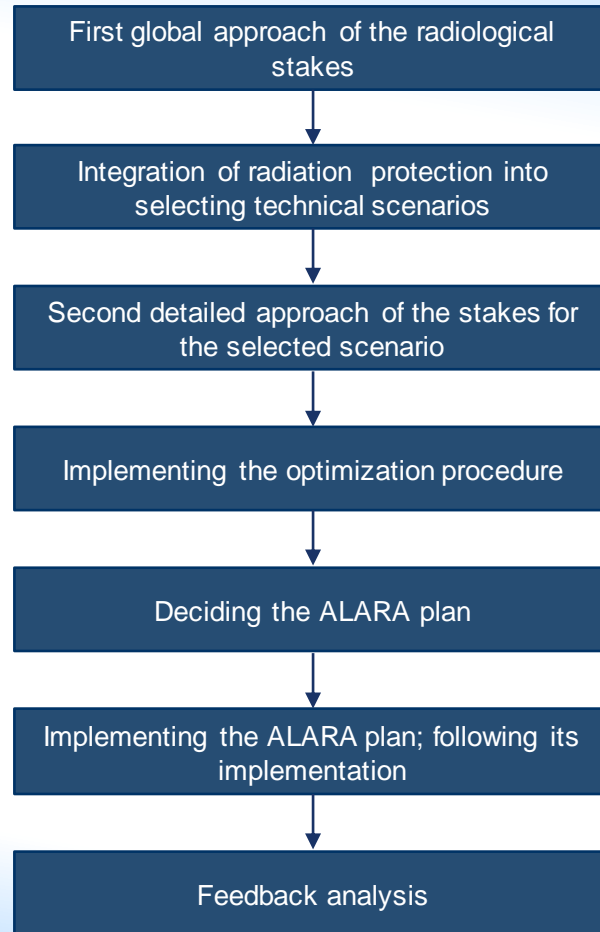 First global approach of the radiological
stakes
Integration of radiation protection into
selecting technical scenarios
Second detailed approach of the stakes for
the selected scenario
Implementing the optimization procedure
Deciding the ALARA plan
Implementing the ALARA plan; following its
implementation
Feedback analysis